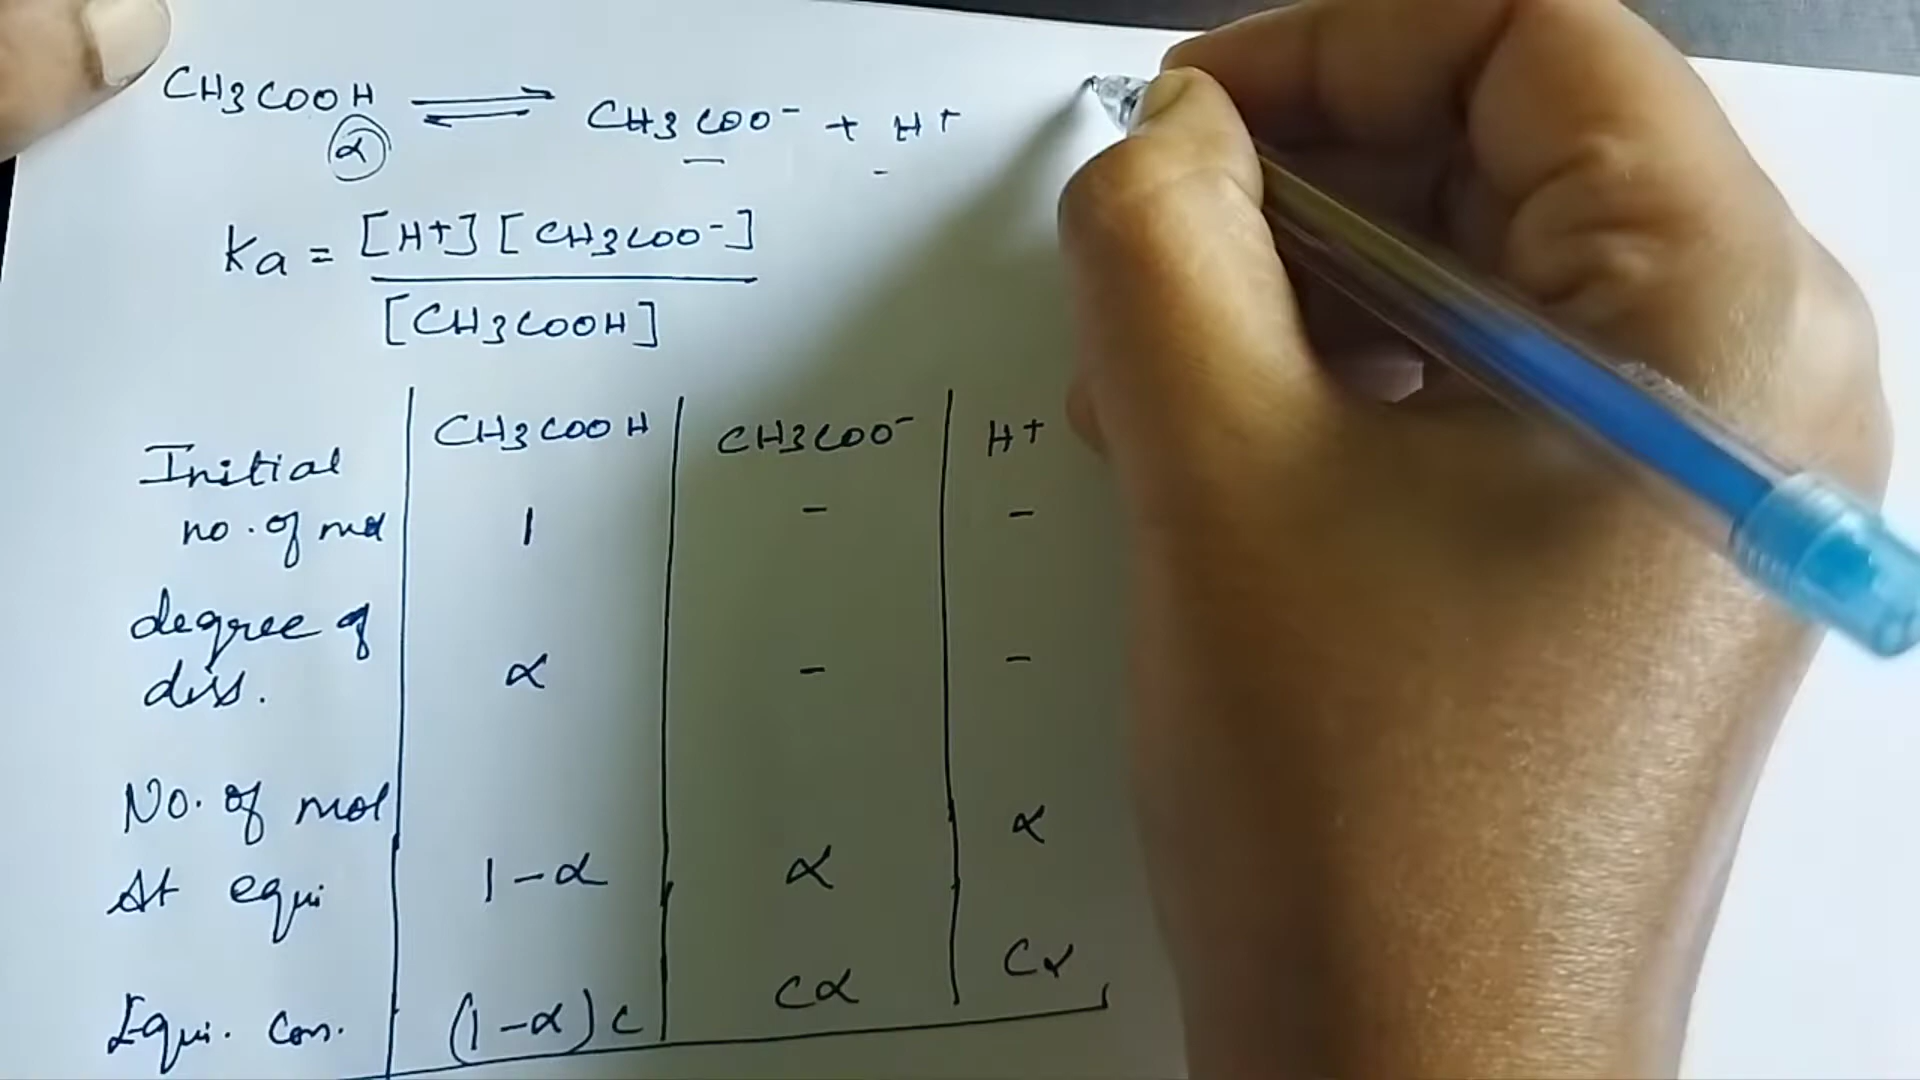 CH3COOH ⇌ CH3COO- + H+
α
Ka = [H+] [CH3COO-]
[CH3COOH]
CH3COOH CH3COO- H+
Initial
no. of mol 1 - -
degree of
diss. α - -
No. of mol
At equi 1-α α α
Equi. Con. (1-α)c cα cα